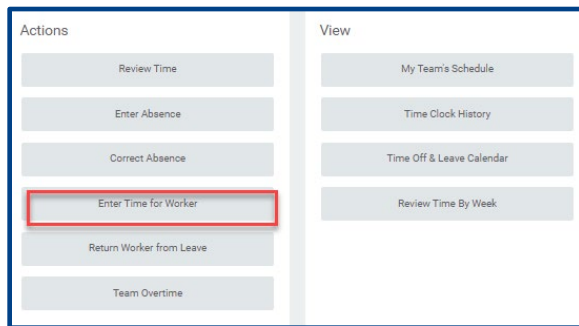 Actions
Review Time
Enter Absence
Correct Absence
Enter Time for Worker
Return Worker from Leave
Team Overtime
View
My Team's Schedule
Time Clock History
Time Off & Leave Calendar
Review Time By Week